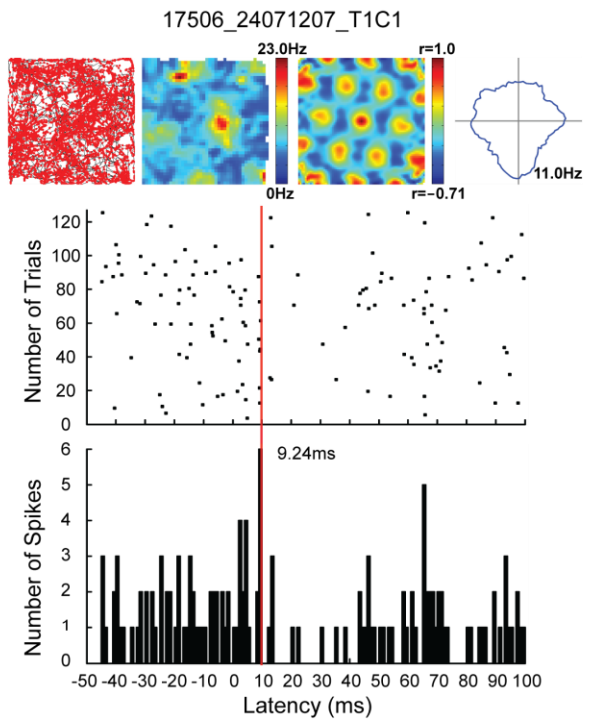 17506_24071207_T1C1
23.0Hz
r=1.0
11.0Hz
0Hz
r=−0.71
120
100
80
60
40
20
0
Number of Trials
9.24ms
6
5
4
3
2
1
0
Number of Spikes
-50 -40 -30 -20 -10 0 10 20 30 40 50 60 70 80 90 100
Latency (ms)